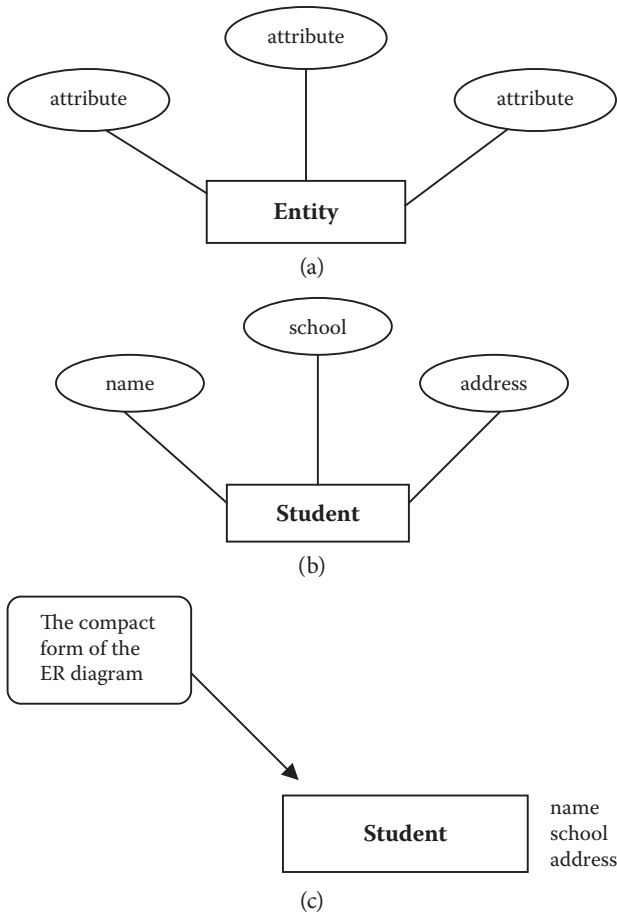 attribute
attribute
attribute
Entity
(a)
school
name
address
Student
(b)
The compact
form of the
ER diagram
Student
name
school
address
(c)